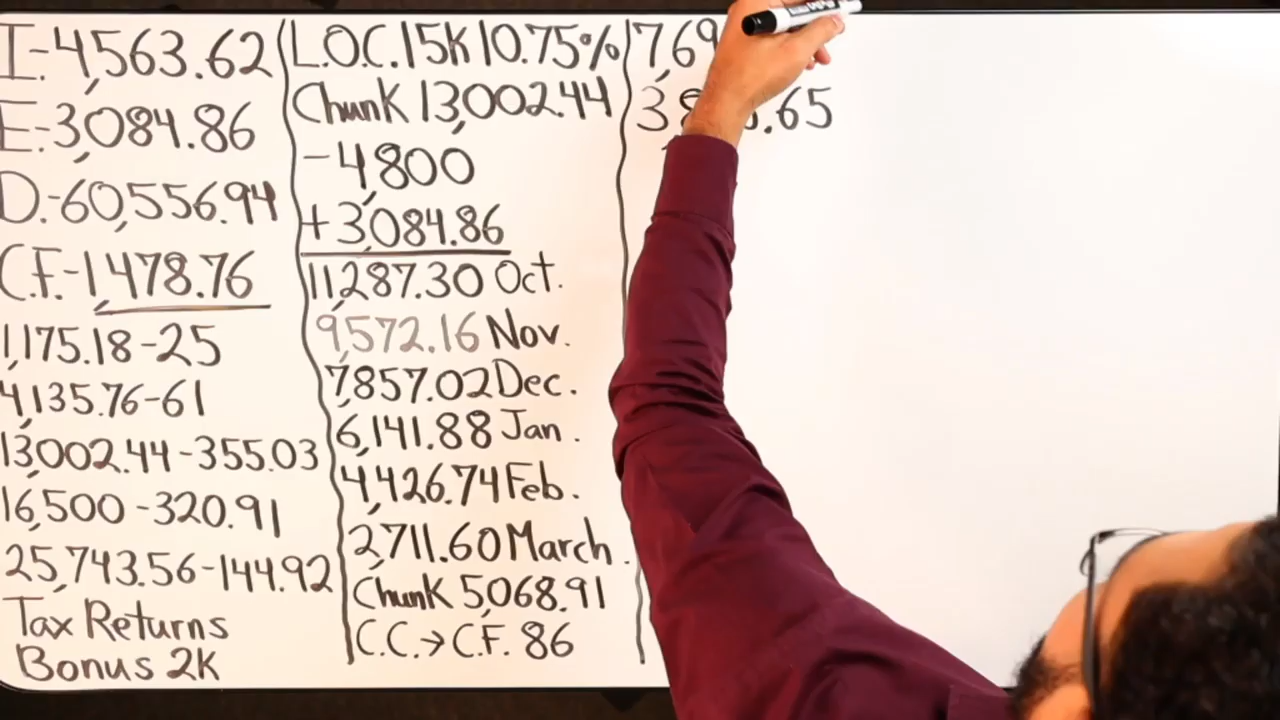 I.-4,563.62
E.-3,084.86
D.-60,556.94
C.F.-1,478.76
1,175.18-25
4,135.76-61
13,002.44-355.03
16,500-320.91
25,743.56-144.92
Tax Returns
Bonus 2K
L.O.C. 15K 10.75%
Chunk 13,002.44
-4,800
+3,084.86
11,287.30 Oct.
9,572.16 Nov.
7,857.02 Dec.
6,141.88 Jan.
4,426.74 Feb.
2,711.60 March.
Chunk 5,068.91
C.C.→C.F. 86